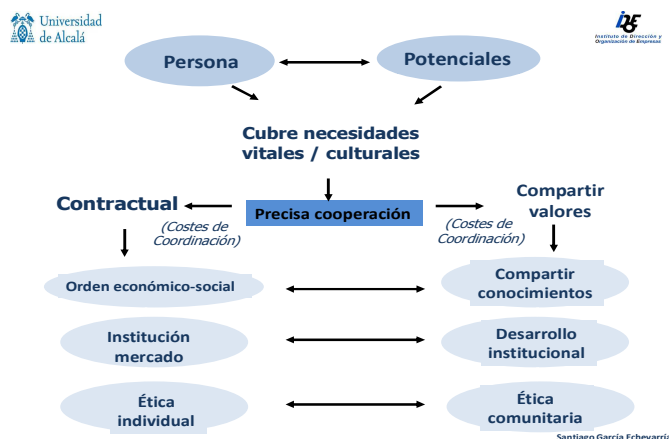 Universidad
de Alcalá
Instituto de Dirección y
Organización de Empresas
Persona
Potenciales
Cubre necesidades
vitales / culturales
Contractual
Precisa cooperación
Compartir
valores
(Costes de
Coordinación)
(Costes de
Coordinación)
Orden económico-social
Compartir
conocimientos
Institución
mercado
Desarrollo
institucional
Ética
individual
Ética
comunitaria
Santiago García Echevarría